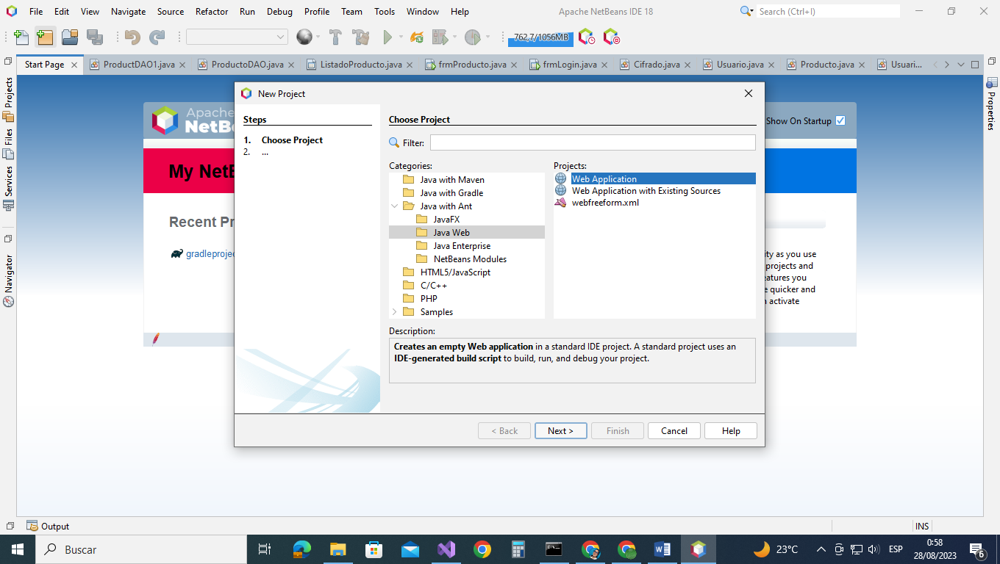 File Edit View Navigate Source Refactor Run Debug Profile Team Tools Window Help
Apache NetBeans IDE 18
Search (Ctrl+I)
762,7/1056MB
Start Page
ProductDAO1.java
ProductoDAO.java
ListadoProducto.java
frmProducto.java
frmLogin.java
Cifrado.java
Usuario.java
Producto.java
Usuari...
Projects
Files
Services
Navigator
Properties
Apache
NetB
Show On Startup
My NetB
Recent Pr
gradleprojec
ity as you use
projects and
eatures you
e quicker and
activate
New Project
Steps
1. Choose Project
2. ...
Choose Project
Filter:
Categories:
Java with Maven
Java with Gradle
Java with Ant
JavaFX
Java Web
Java Enterprise
NetBeans Modules
HTML5/JavaScript
C/C++
PHP
Samples
Projects:
Web Application
Web Application with Existing Sources
webfreeform.xml
Description:
Creates an empty Web application in a standard IDE project. A standard project uses an
IDE-generated build script to build, run, and debug your project.
< Back
Next >
Finish
Cancel
Help
Output
INS
Buscar
23°C
ESP
0:58
28/08/2023
6